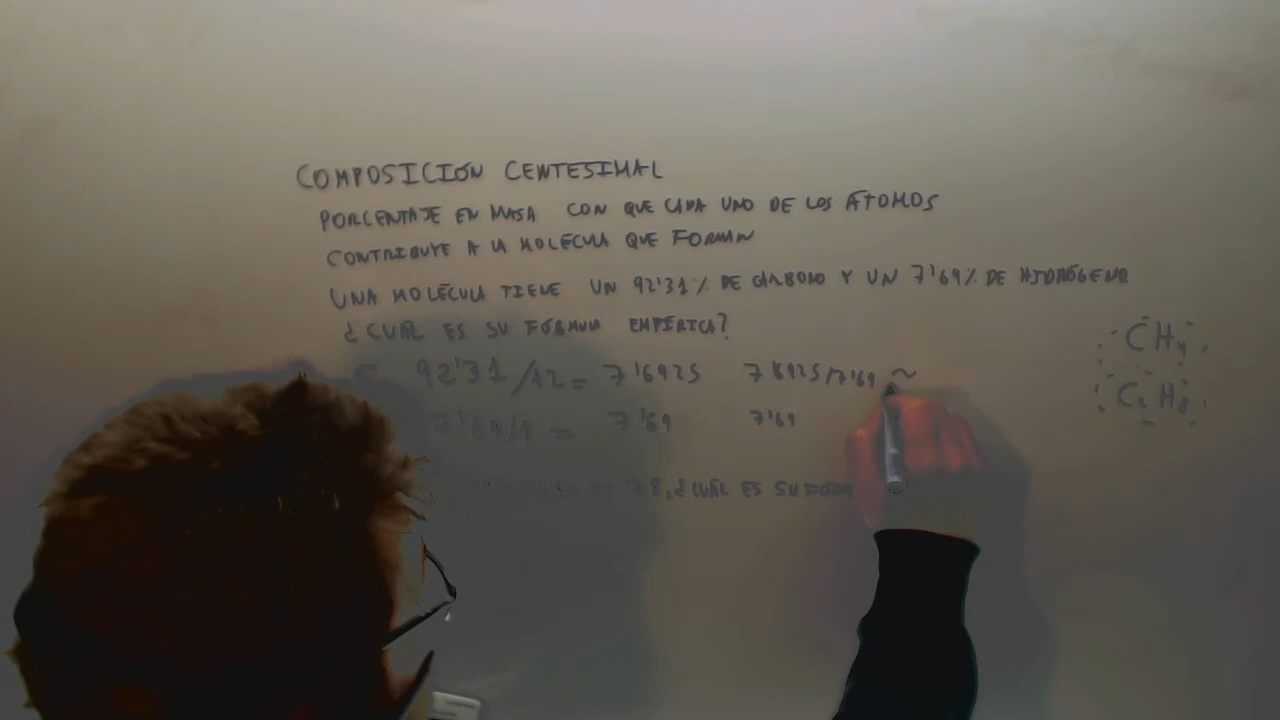 COMPOSICIÓN CENTESIMAL
PORCENTAJE EN MASA CON QUE CADA UNO DE LOS ÁTOMOS
CONTRIBUYE A LA MOLÉCULA QUE FORMAN
UNA MOLÉCULA TIENE UN 92'31% DE CARBONO Y UN 7'69% DE HIDRÓGENO
¿CUÁL ES SU FÓRMULA EMPÍRICA?
CH4
C 92'31/12 = 7'6925 7'6925/7'69 ~
C2H8
7'69/1 = 7'69 7'69
78, ¿CUÁL ES SU